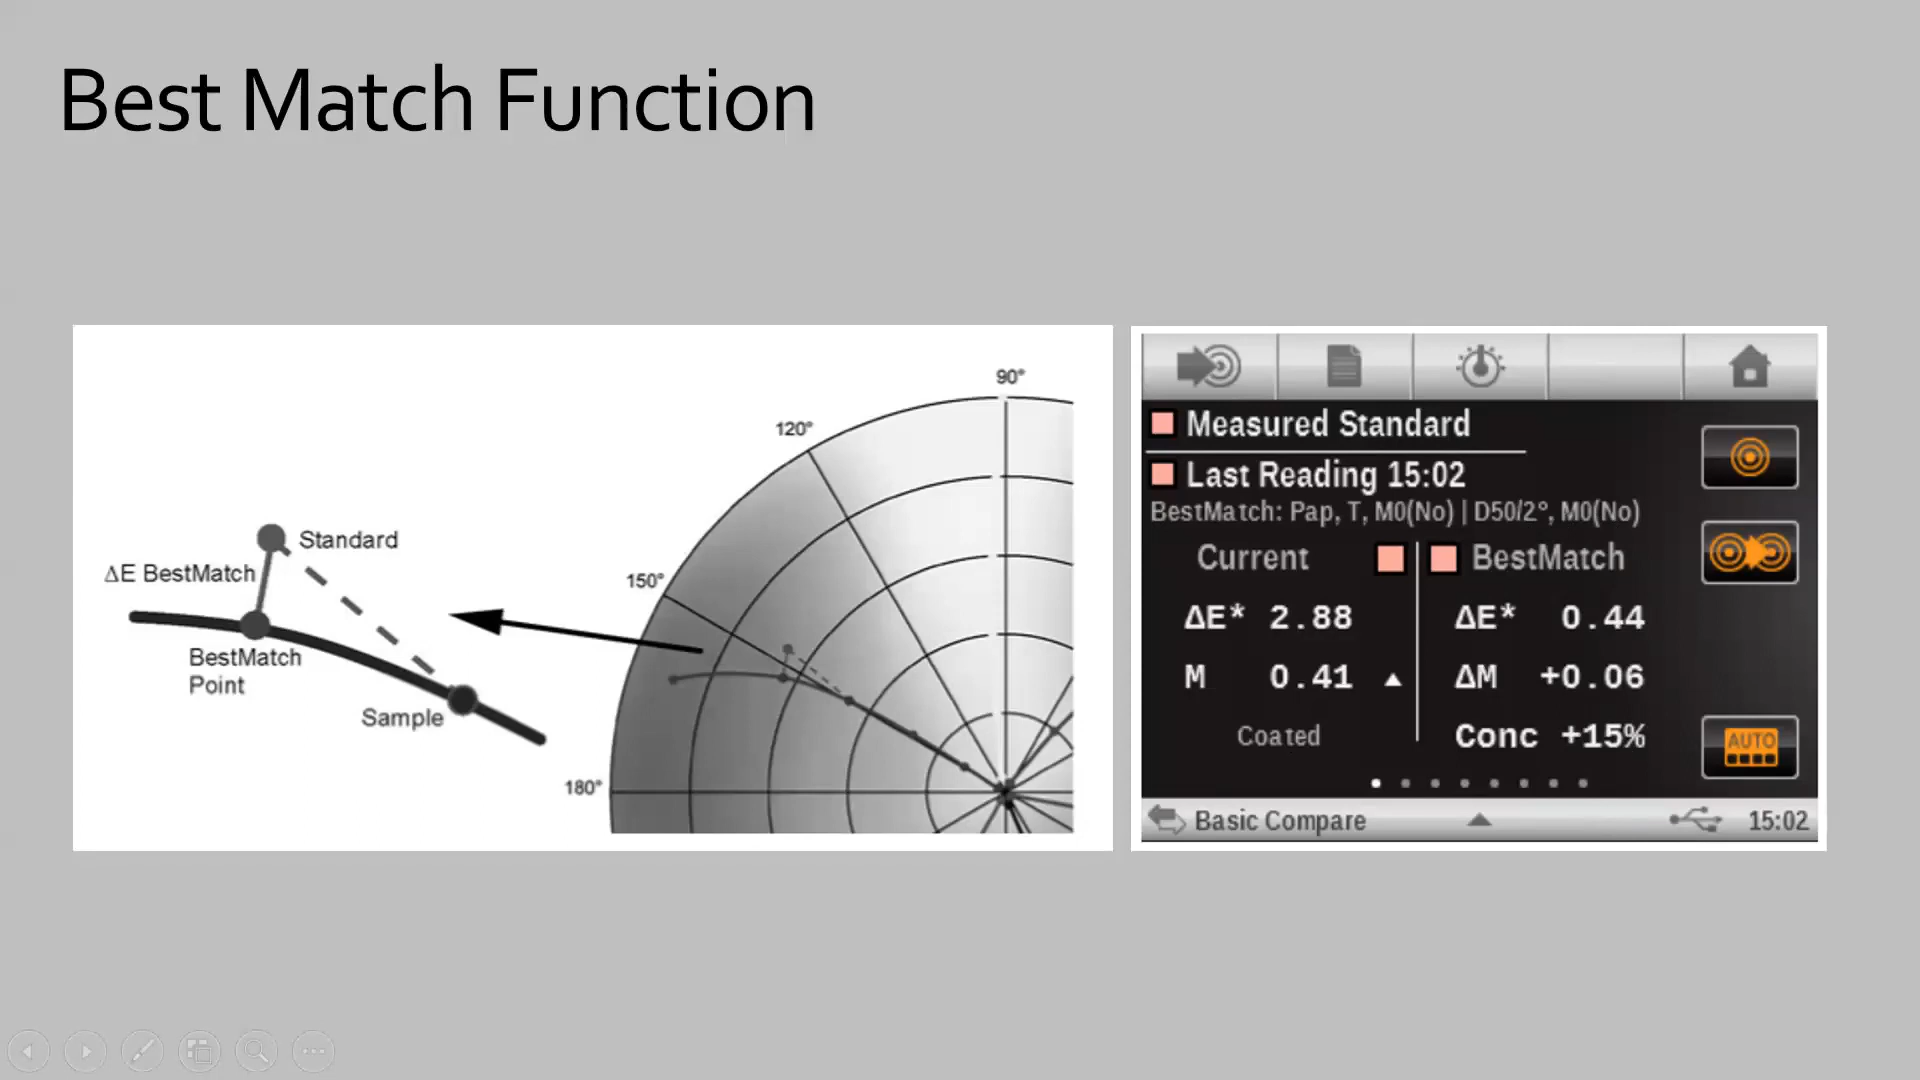 Best Match Function
90°
120°
150°
180°
Standard
ΔE BestMatch
BestMatch
Point
Sample
Measured Standard
Last Reading 15:02
BestMatch: Pap, T, M0(No) | D50/2°, M0(No)
Current BestMatch
ΔE* 2.88 ΔE* 0.44
M 0.41 ΔM +0.06
Coated Conc +15%
AUTO
Basic Compare 15:02